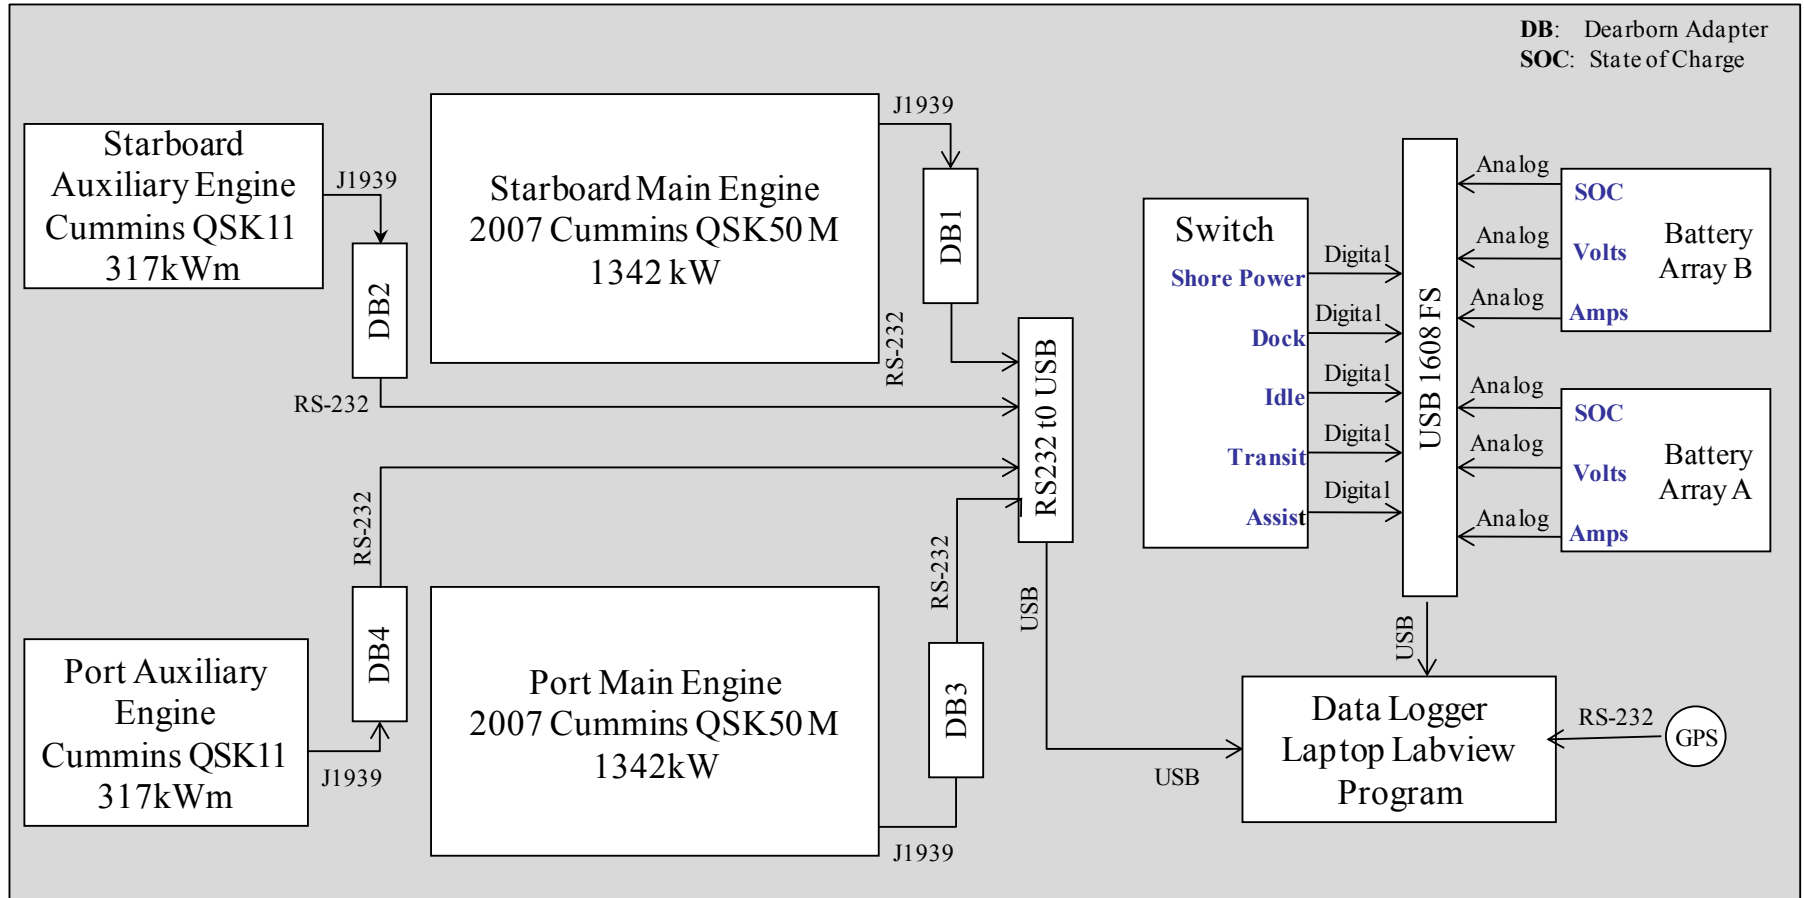 DB: Dearborn Adapter
SOC: State of Charge
Starboard
Auxiliary Engine
Cummins QSK11
317kWm
J1939
DB2
RS-232
Starboard Main Engine
2007 Cummins QSK50 M
1342 kW
J1939
DB1
RS-232
RS232 t0 USB
Port Auxiliary
Engine
Cummins QSK11
317kWm
J1939
DB4
RS-232
Port Main Engine
2007 Cummins QSK50 M
1342kW
J1939
DB3
RS-232
USB
USB
Switch
Shore Power
Digital
Dock
Digital
Idle
Digital
Transit
Digital
Assist
Digital
USB 1608 FS
Analog
SOC
Analog
Volts
Analog
Amps
Battery
Array B
Analog
SOC
Analog
Volts
Analog
Amps
Battery
Array A
USB
Data Logger
Laptop Labview
Program
RS-232
GPS